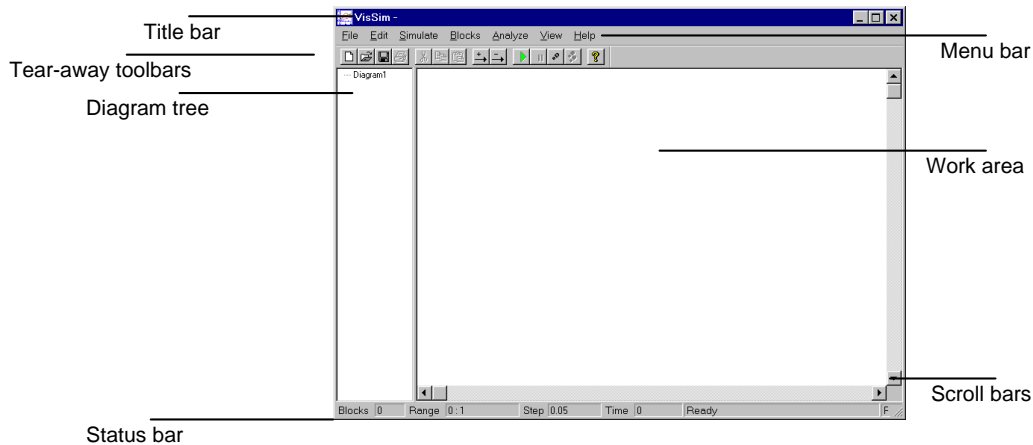 VisSim -
Title bar
File Edit Simulate Blocks Analyze View Help
Menu bar
Tear-away toolbars
Diagram1
Diagram tree
Work area
Scroll bars
Blocks 0 Range 0:1 Step 0.05 Time 0 Ready F
Status bar